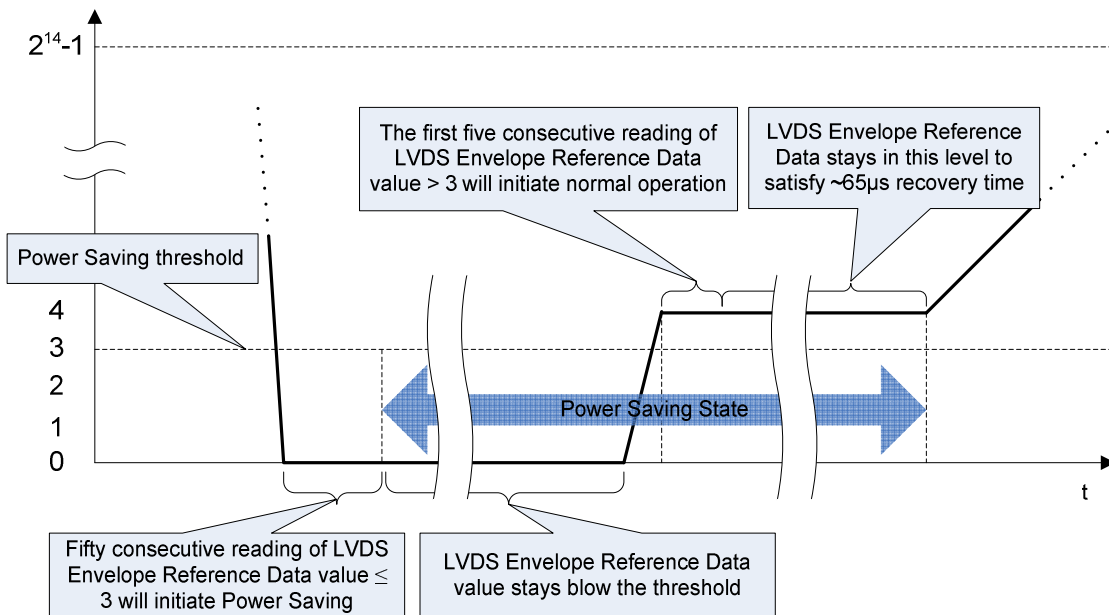 2¹⁴-1
The first five consecutive reading of
LVDS Envelope Reference Data
value > 3 will initiate normal operation
LVDS Envelope Reference
Data stays in this level to
satisfy ~65µs recovery time
Power Saving threshold
4
3
2
1
0
Power Saving State
t
Fifty consecutive reading of LVDS
Envelope Reference Data value ≤
3 will initiate Power Saving
LVDS Envelope Reference Data
value stays blow the threshold